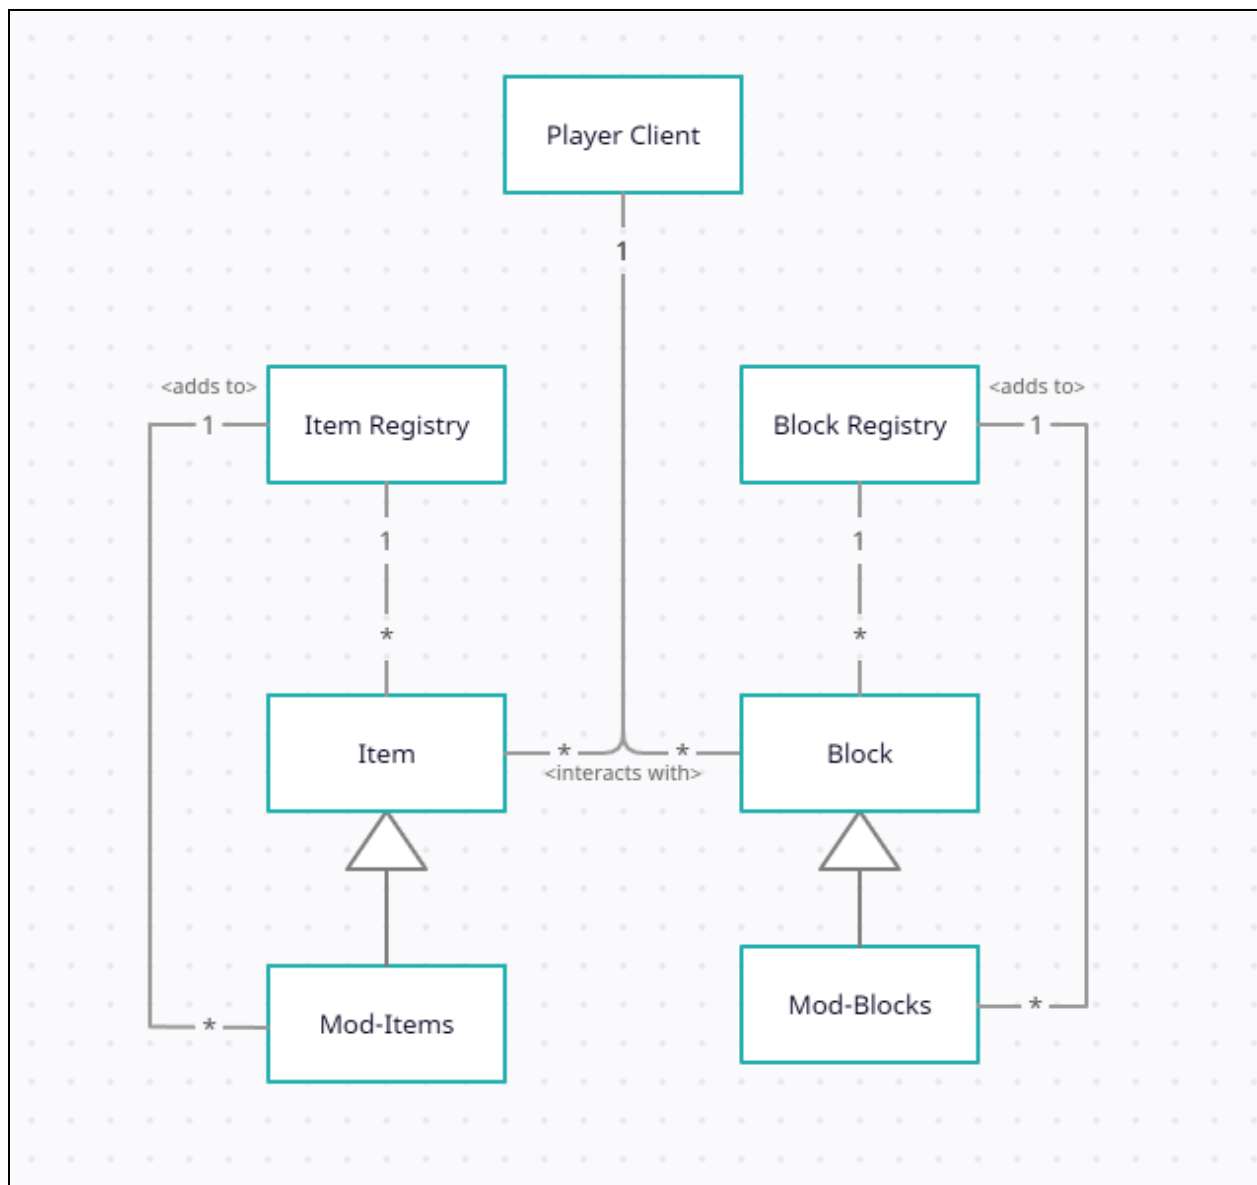 Player Client
1
<adds to>
Item Registry
Block Registry
<adds to>
1
1
1
1
*
*
Item
*
*
Block
<interacts with>
Mod-Items
*
Mod-Blocks
*